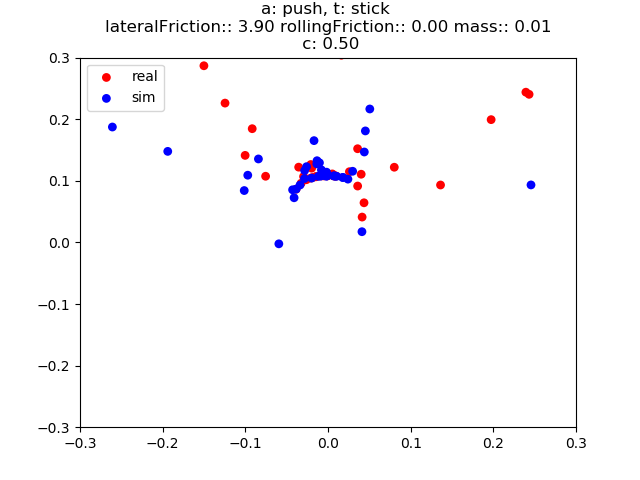 a: push, t: stick
lateralFriction:: 3.90 rollingFriction:: 0.00 mass:: 0.01
c: 0.50
real
sim
0.3
0.2
0.1
0.0
−0.1
−0.2
−0.3
−0.3 −0.2 −0.1 0.0 0.1 0.2 0.3